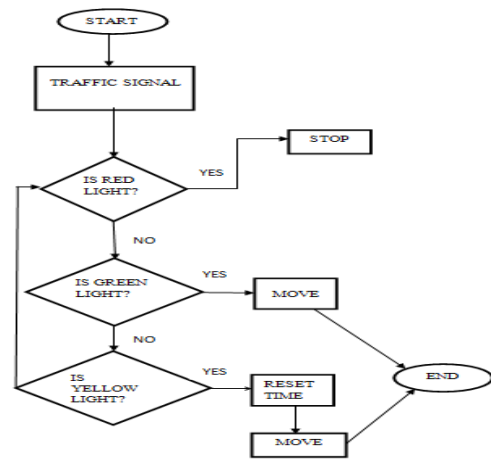 START
TRAFFIC SIGNAL
IS RED
LIGHT?
YES
STOP
NO
IS GREEN
LIGHT?
YES
MOVE
NO
IS
YELLOW
LIGHT?
YES
RESET
TIME
END
MOVE